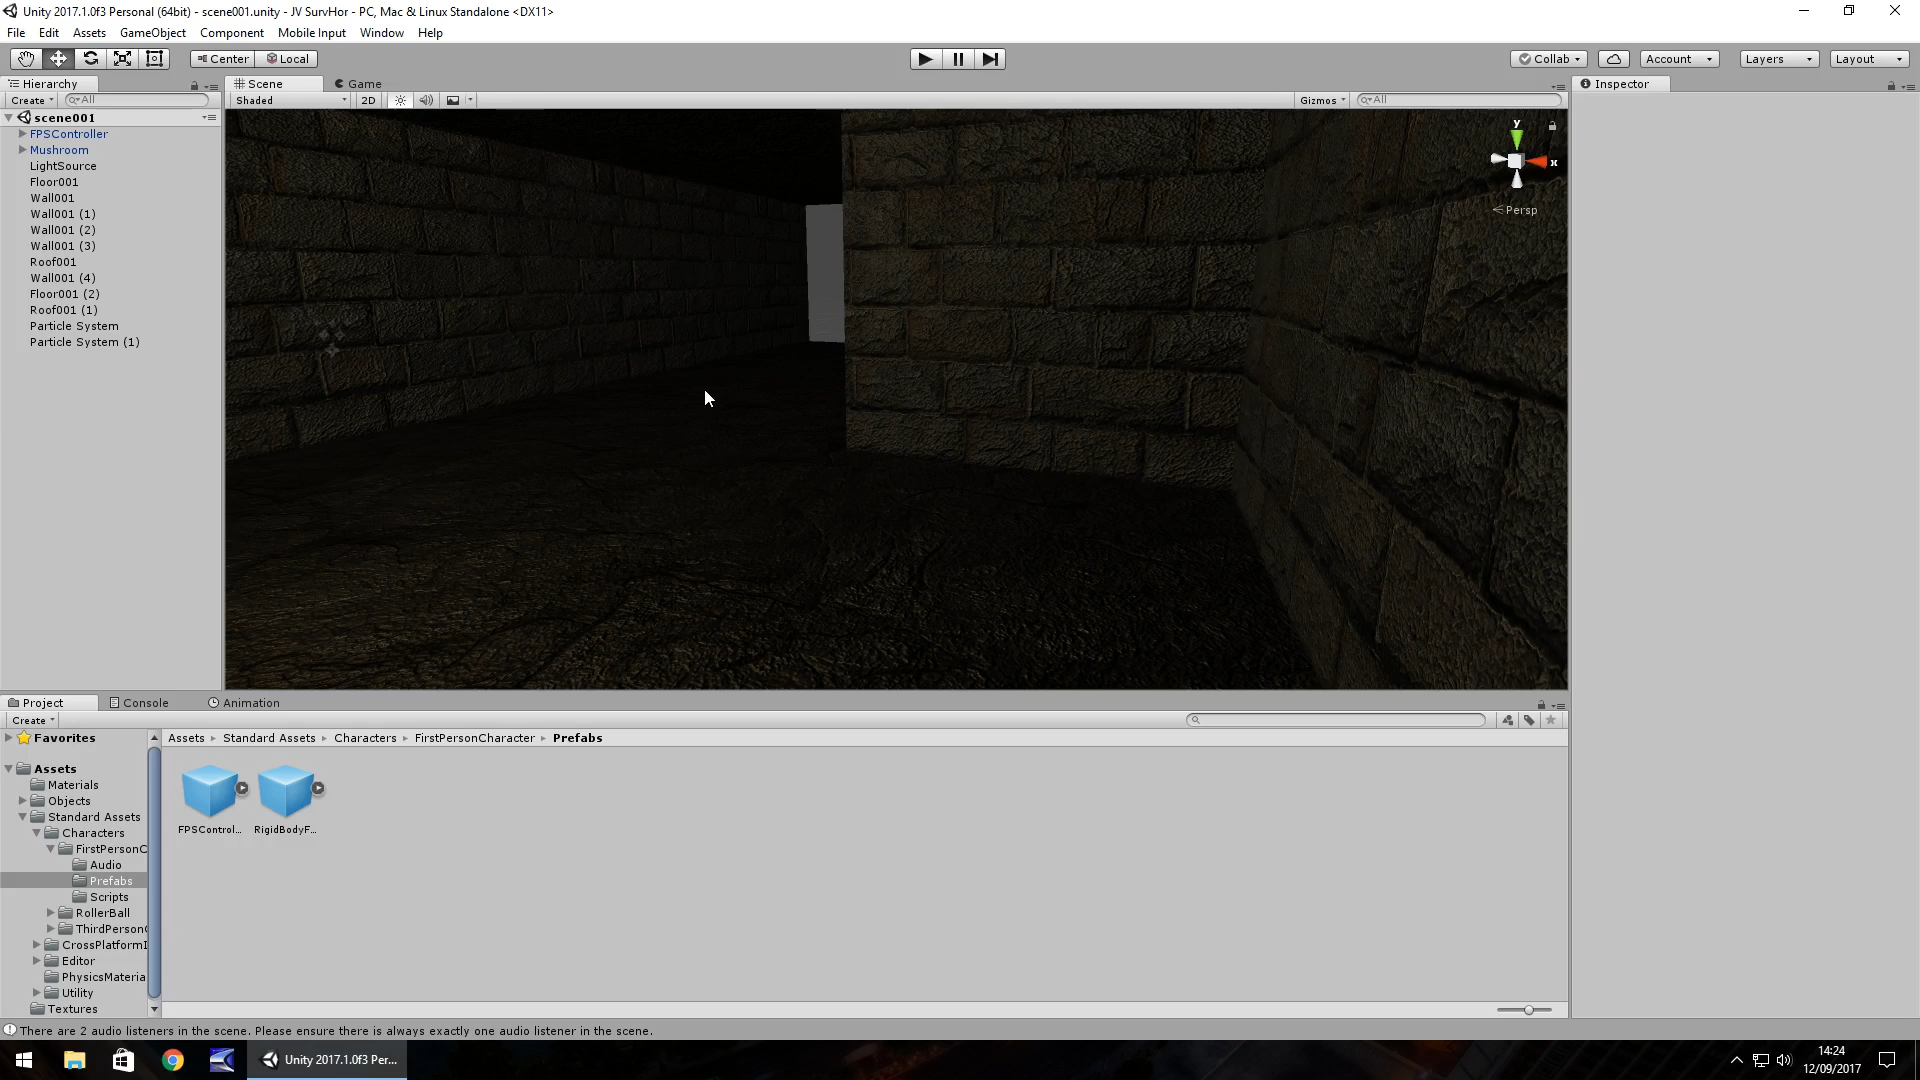 Unity 2017.1.0f3 Personal (64bit) - scene001.unity - JV SurvHor - PC, Mac & Linux Standalone <DX11>
File Edit Assets GameObject Component Mobile Input Window Help
Center Local Collab Account Layers Layout
Hierarchy Scene Game Inspector
Create All Shaded 2D Gizmos All
scene001
FPSController
Mushroom
LightSource
Floor001
Wall001
Wall001 (1)
Wall001 (2)
Wall001 (3)
Roof001
Wall001 (4)
Floor001 (2)
Roof001 (1)
Particle System
Particle System (1)
y
x
Persp
Project Console Animation
Create
Favorites
Assets Standard Assets Characters FirstPersonCharacter Prefabs
Assets
Materials
Objects
Standard Assets
Characters
FirstPersonC
Audio
Prefabs
Scripts
RollerBall
ThirdPerson
CrossPlatformI
Editor
PhysicsMateria
Utility
Textures
FPSControl... RigidBodyF...
There are 2 audio listeners in the scene. Please ensure there is always exactly one audio listener in the scene.
Unity 2017.1.0f3 Per...
14:24
12/09/2017